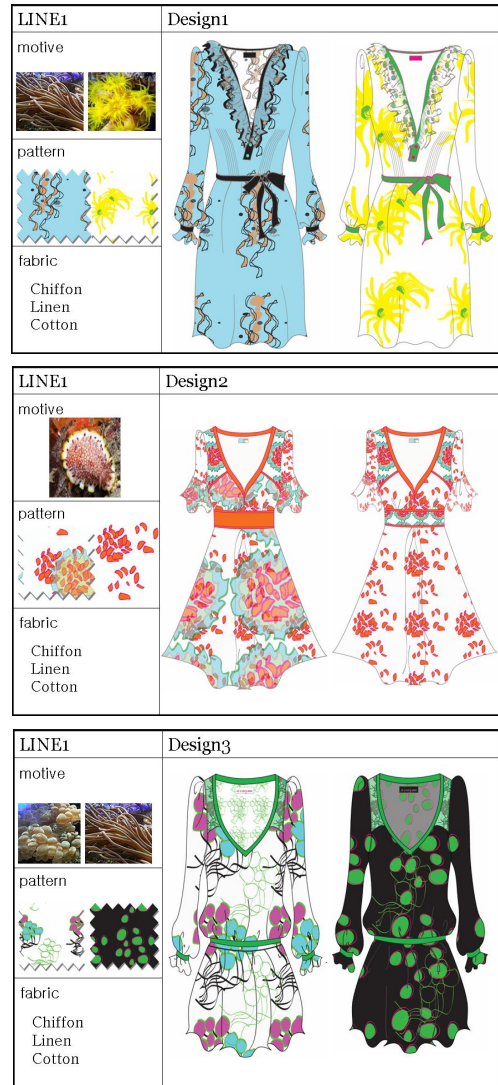 LINE1
Design1
motive
pattern
fabric
Chiffon
Linen
Cotton
LINE1
Design2
motive
pattern
fabric
Chiffon
Linen
Cotton
LINE1
Design3
motive
pattern
fabric
Chiffon
Linen
Cotton